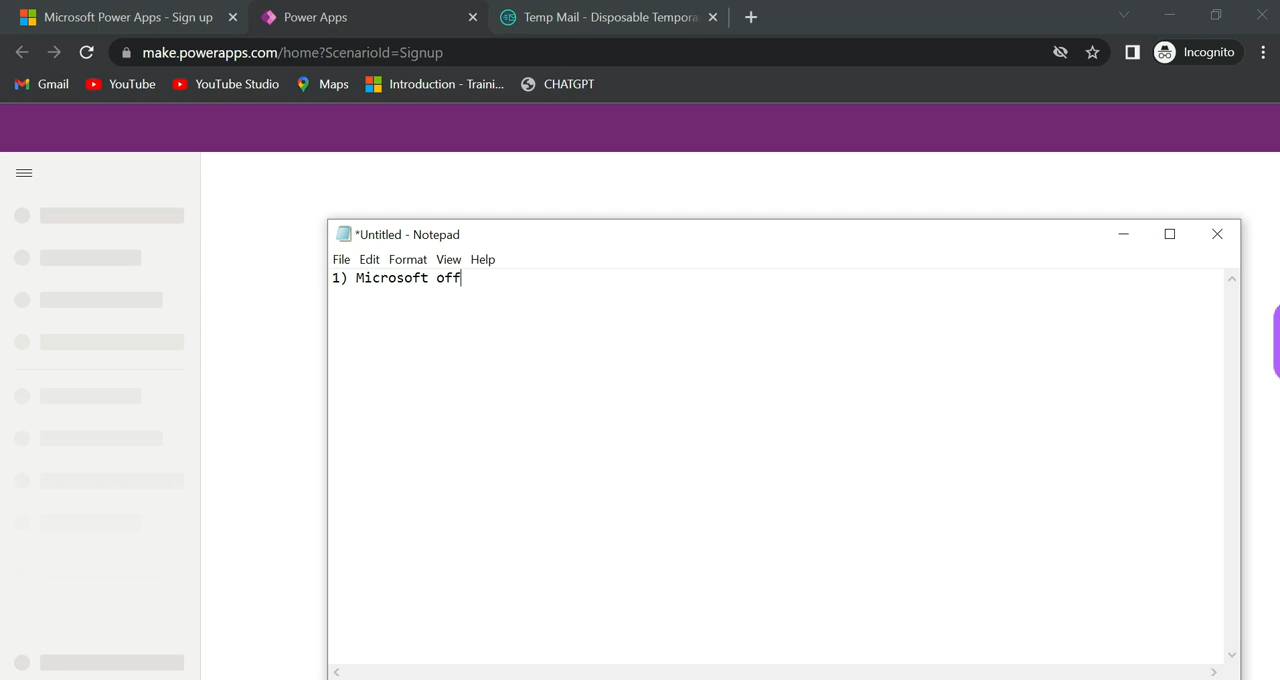 Microsoft Power Apps - Sign up
Power Apps
Temp Mail - Disposable Tempora
make.powerapps.com/home?ScenarioId=Signup
Incognito
Gmail
YouTube
YouTube Studio
Maps
Introduction - Traini...
CHATGPT
*Untitled - Notepad
File Edit Format View Help
1) Microsoft off